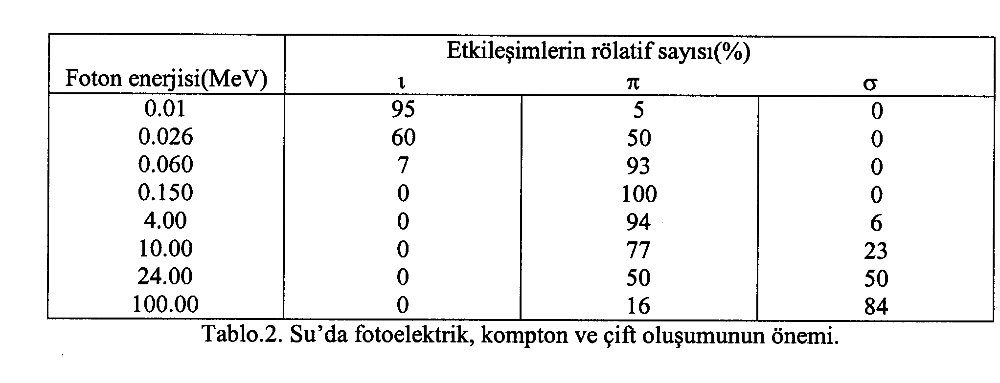 Etkileşimlerin rölatif sayısı(%)
Foton enerjisi(MeV) ι π σ
0.01 95 5 0
0.026 60 50 0
0.060 7 93 0
0.150 0 100 0
4.00 0 94 6
10.00 0 77 23
24.00 0 50 50
100.00 0 16 84
Tablo.2. Su’da fotoelektrik, kompton ve çift oluşumunun önemi.